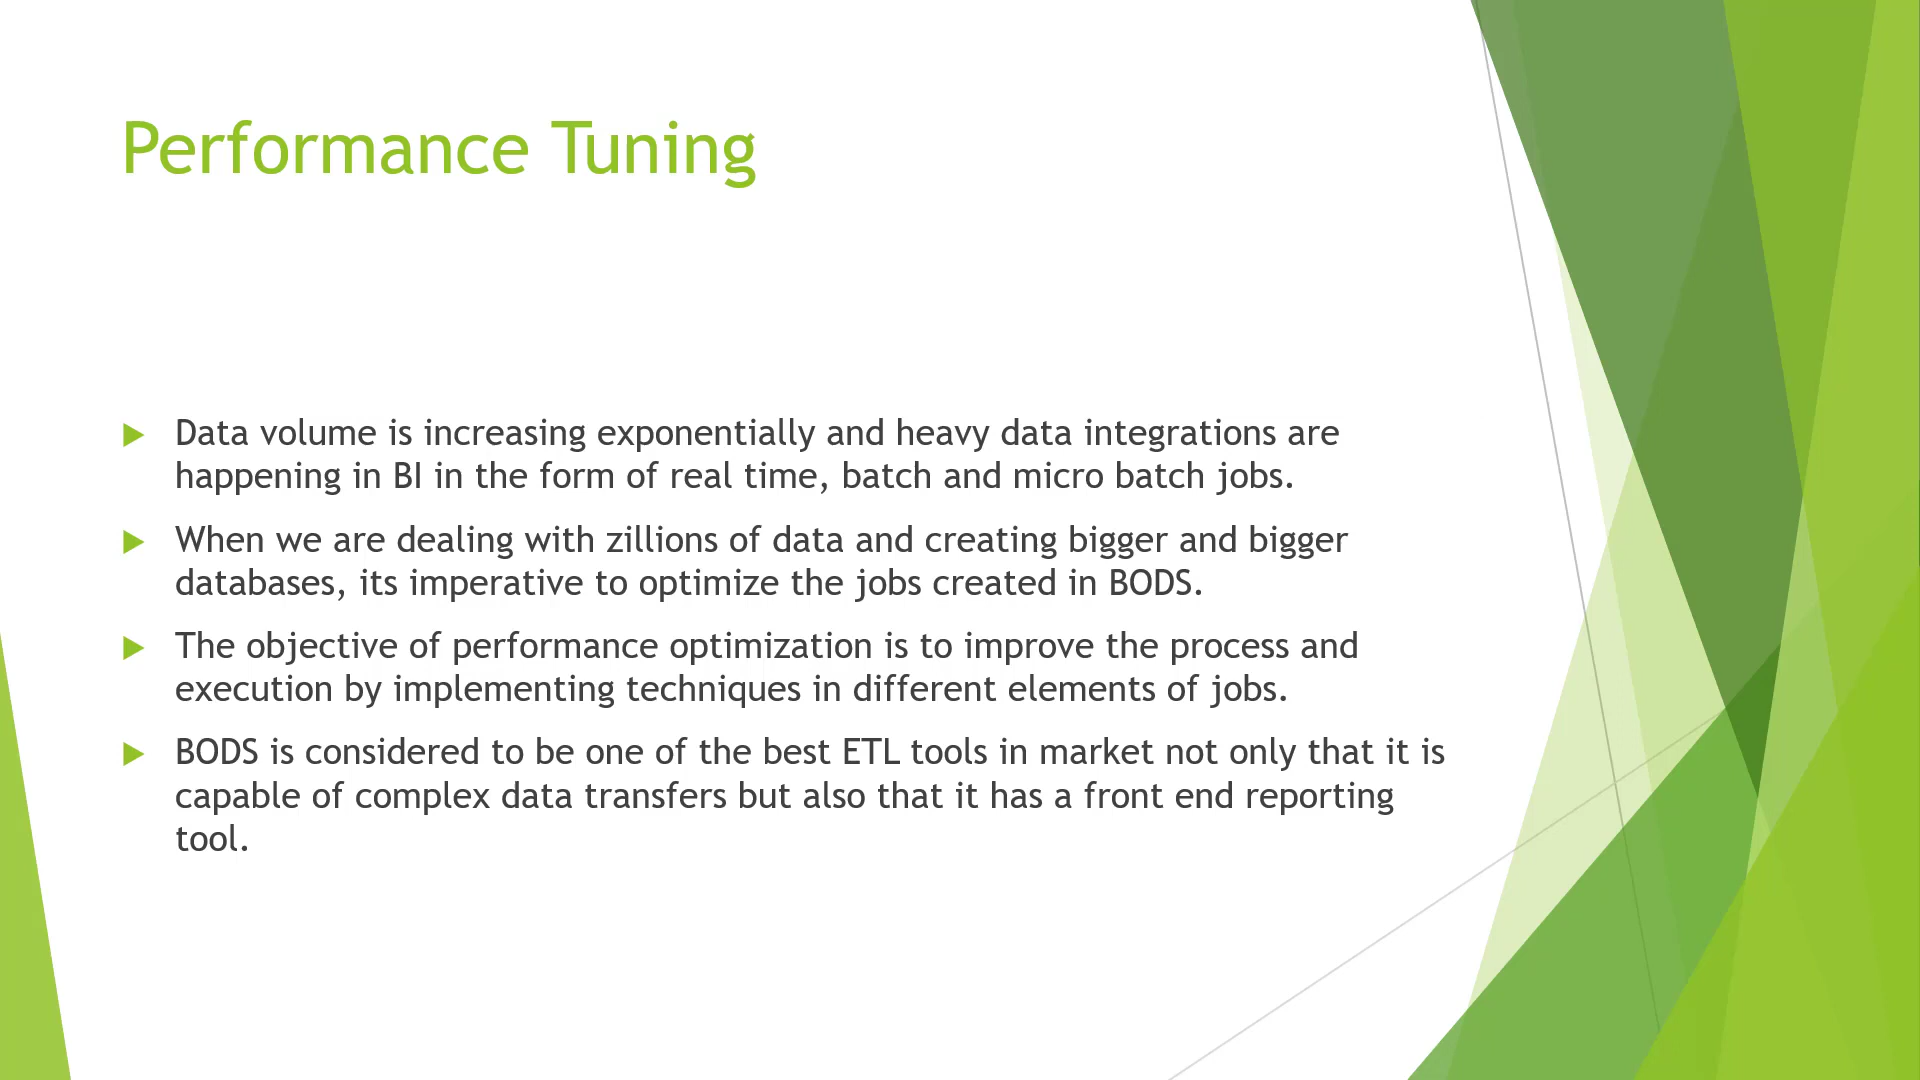 Performance Tuning
Data volume is increasing exponentially and heavy data integrations are
happening in BI in the form of real time, batch and micro batch jobs.
When we are dealing with zillions of data and creating bigger and bigger
databases, its imperative to optimize the jobs created in BODS.
The objective of performance optimization is to improve the process and
execution by implementing techniques in different elements of jobs.
BODS is considered to be one of the best ETL tools in market not only that it is
capable of complex data transfers but also that it has a front end reporting
tool.